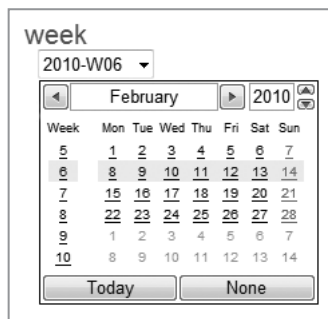 week
2010-W06
February 2010
Week Mon Tue Wed Thu Fri Sat Sun
5 1 2 3 4 5 6 7
6 8 9 10 11 12 13 14
7 15 16 17 18 19 20 21
8 22 23 24 25 26 27 28
9 1 2 3 4 5 6 7
10 8 9 10 11 12 13 14
Today None